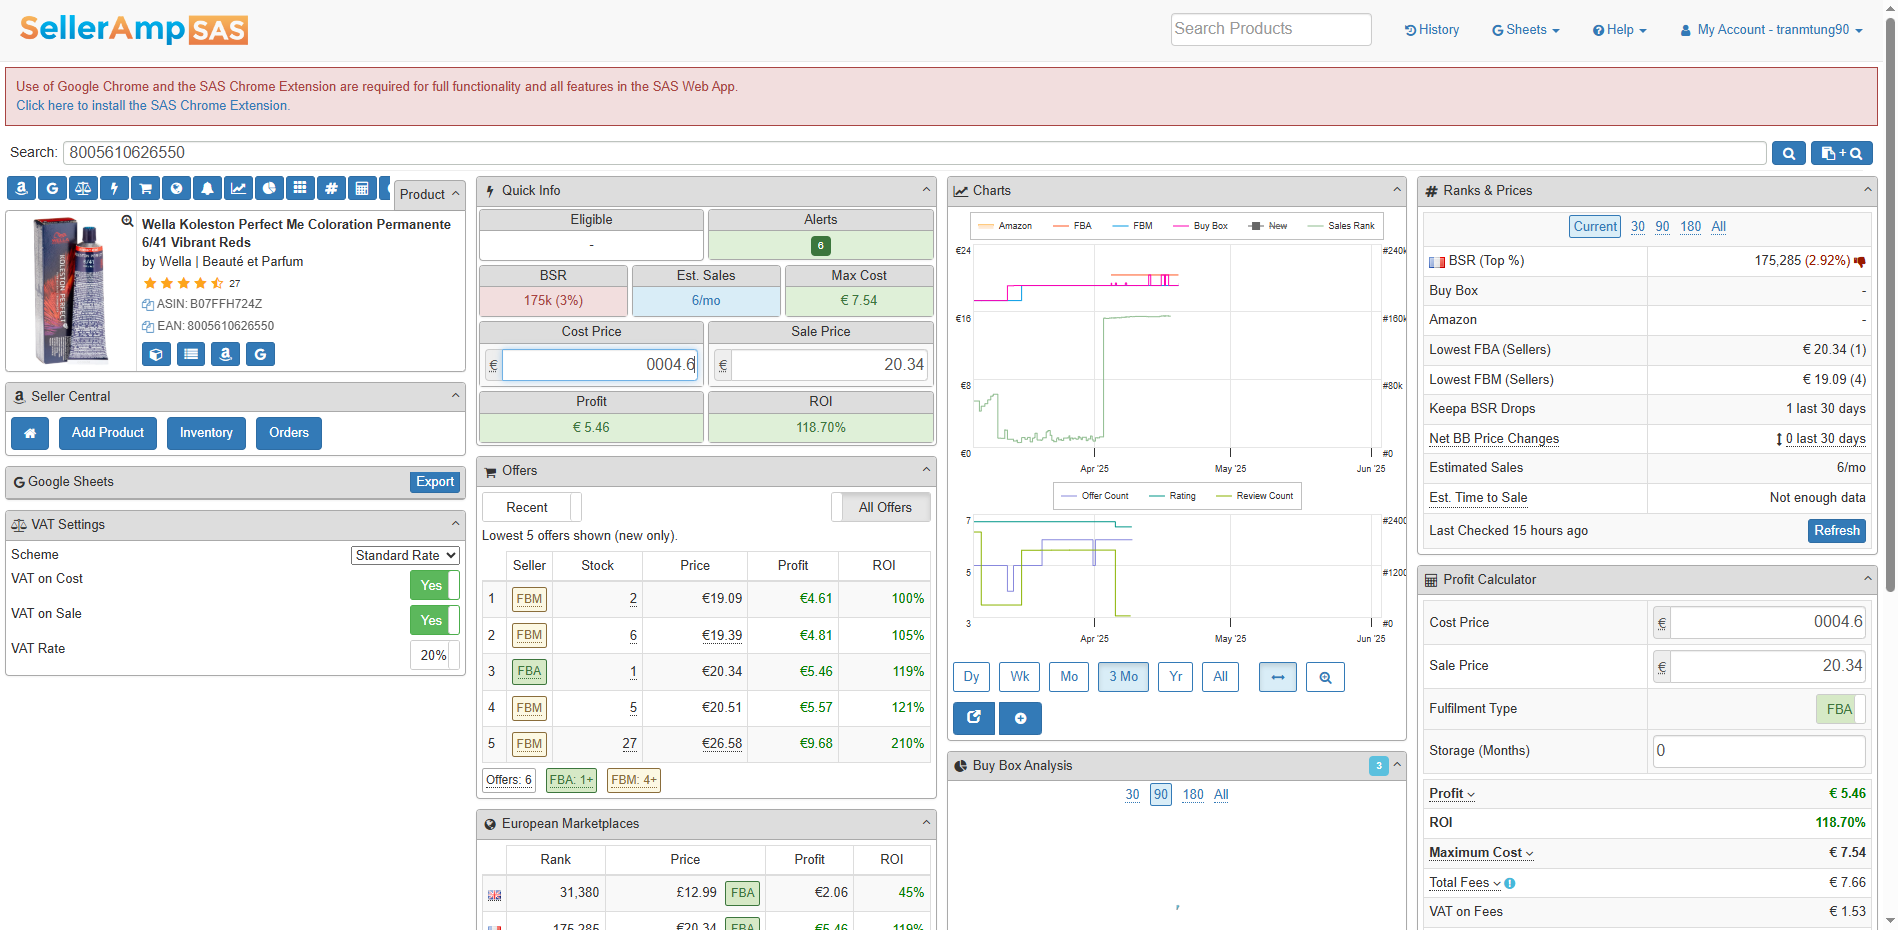 SellerAmp SAS
Search Products
History
Sheets
Help
My Account - tranmtung90
Use of Google Chrome and the SAS Chrome Extension are required for full functionality and all features in the SAS Web App.
Click here to install the SAS Chrome Extension.
Search: 8005610626550
Product
Wella Koleston Perfect Me Coloration Permanente
6/41 Vibrant Reds
by Wella | Beauté et Parfum
27
ASIN: B07FFH724Z
EAN: 8005610626550
Seller Central
Add Product
Inventory
Orders
Google Sheets
Export
VAT Settings
Scheme Standard Rate
VAT on Cost Yes
VAT on Sale Yes
VAT Rate 20%
Quick Info
Eligible Alerts
- 6
BSR Est. Sales Max Cost
175k (3%) 6/mo € 7.54
Cost Price Sale Price
€ 0004.6 € 20.34
Profit ROI
€ 5.46 118.70%
Offers
Recent All Offers
Lowest 5 offers shown (new only).
Seller Stock Price Profit ROI
1 FBM 2 €19.09 €4.61 100%
2 FBM 6 €19.39 €4.81 105%
3 FBA 1 €20.34 €5.46 119%
4 FBM 5 €20.51 €5.57 121%
5 FBM 27 €26.58 €9.68 210%
Offers: 6 FBA: 1+ FBM: 4+
European Marketplaces
Rank Price Profit ROI
31,380 £12.99 FBA €2.06 45%
175,285 €20.34 FBA €5.46 119%
Charts
Amazon FBA FBM Buy Box New Sales Rank
€24 #240k
€16 #160k
€8 #80k
€0 #0
Apr '25 May '25 Jun '25
Offer Count Rating Review Count
7 #2400
5 #1200
3 #0
Apr '25 May '25 Jun '25
Dy Wk Mo 3 Mo Yr All
Buy Box Analysis 3
30 90 180 All
Ranks & Prices
Current 30 90 180 All
BSR (Top %) 175,285 (2.92%)
Buy Box -
Amazon -
Lowest FBA (Sellers) € 20.34 (1)
Lowest FBM (Sellers) € 19.09 (4)
Keepa BSR Drops 1 last 30 days
Net BB Price Changes 0 last 30 days
Estimated Sales 6/mo
Est. Time to Sale Not enough data
Last Checked 15 hours ago Refresh
Profit Calculator
Cost Price € 0004.6
Sale Price € 20.34
Fulfilment Type FBA
Storage (Months) 0
Profit € 5.46
ROI 118.70%
Maximum Cost € 7.54
Total Fees € 7.66
VAT on Fees € 1.53